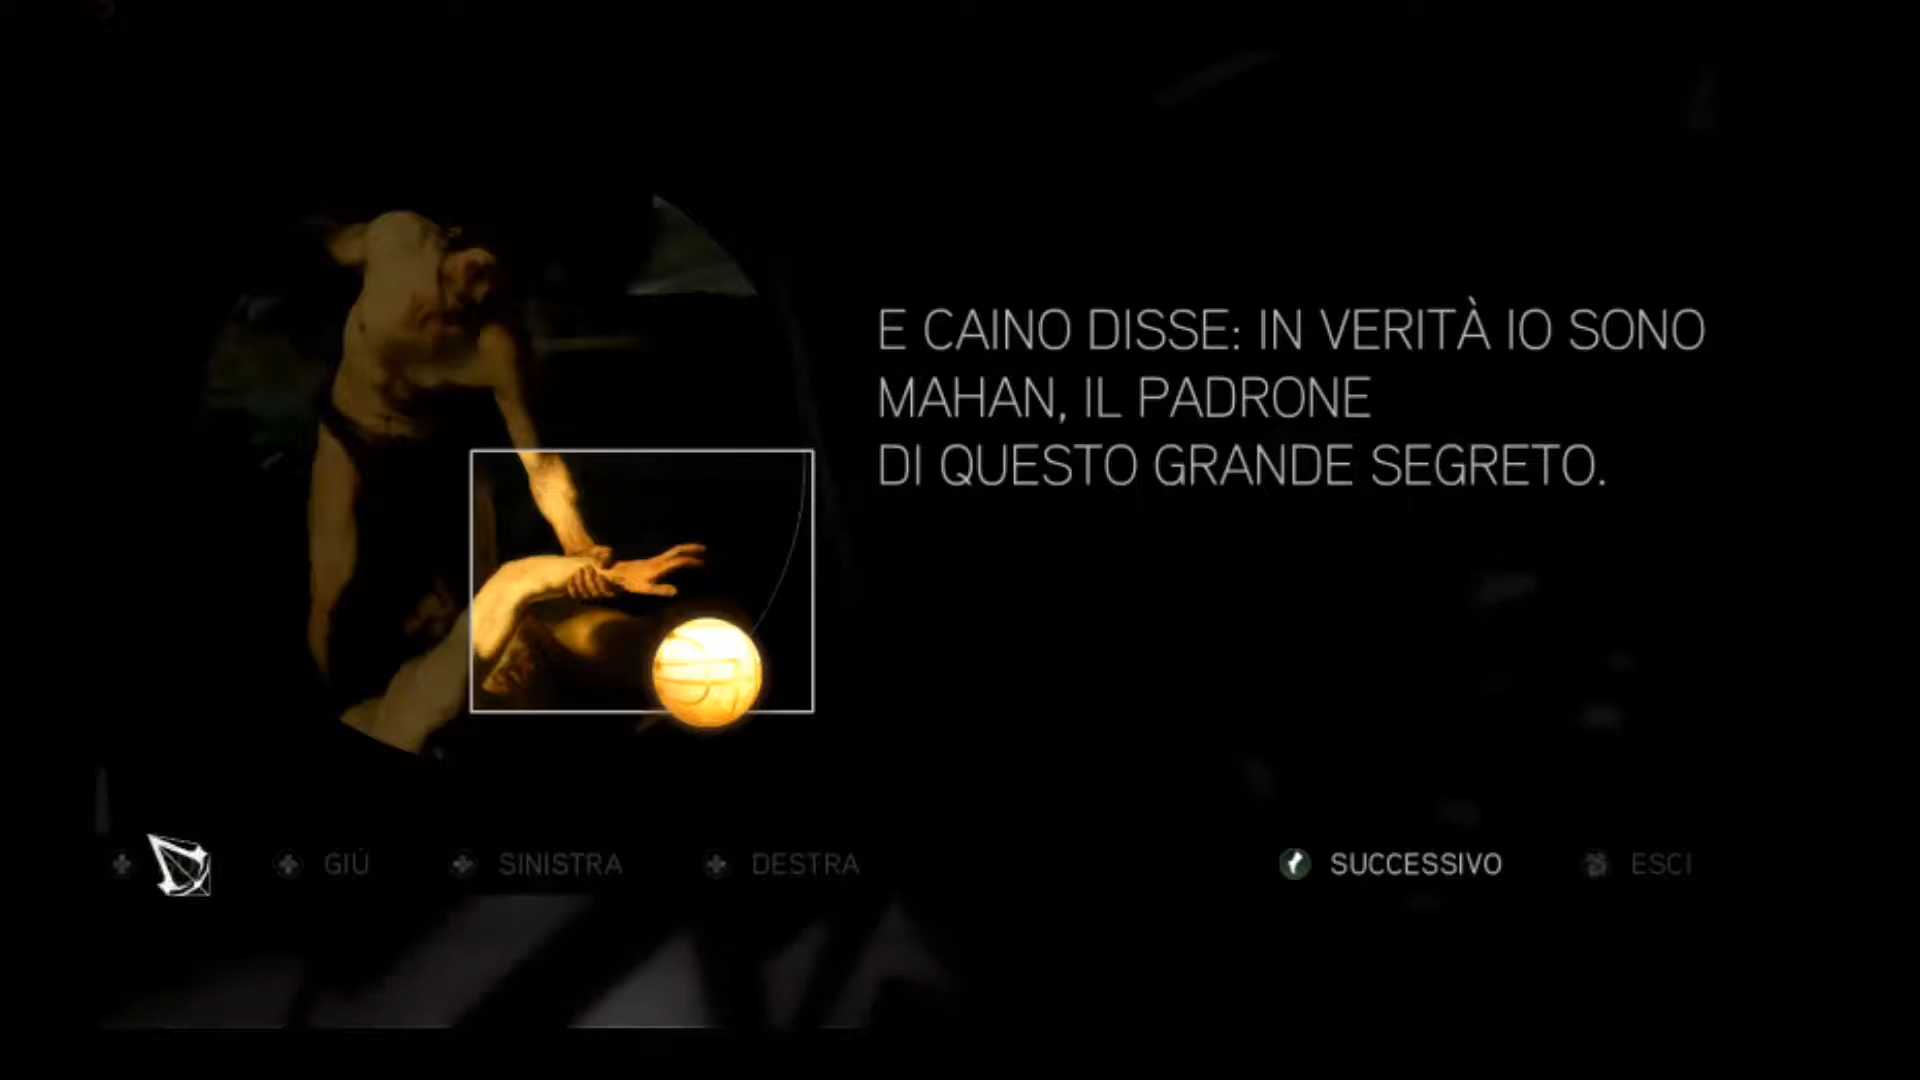 E CAINO DISSE: IN VERITÀ IO SONO
MAHAN, IL PADRONE
DI QUESTO GRANDE SEGRETO.
GIÙ
SINISTRA
DESTRA
SUCCESSIVO
ESCI